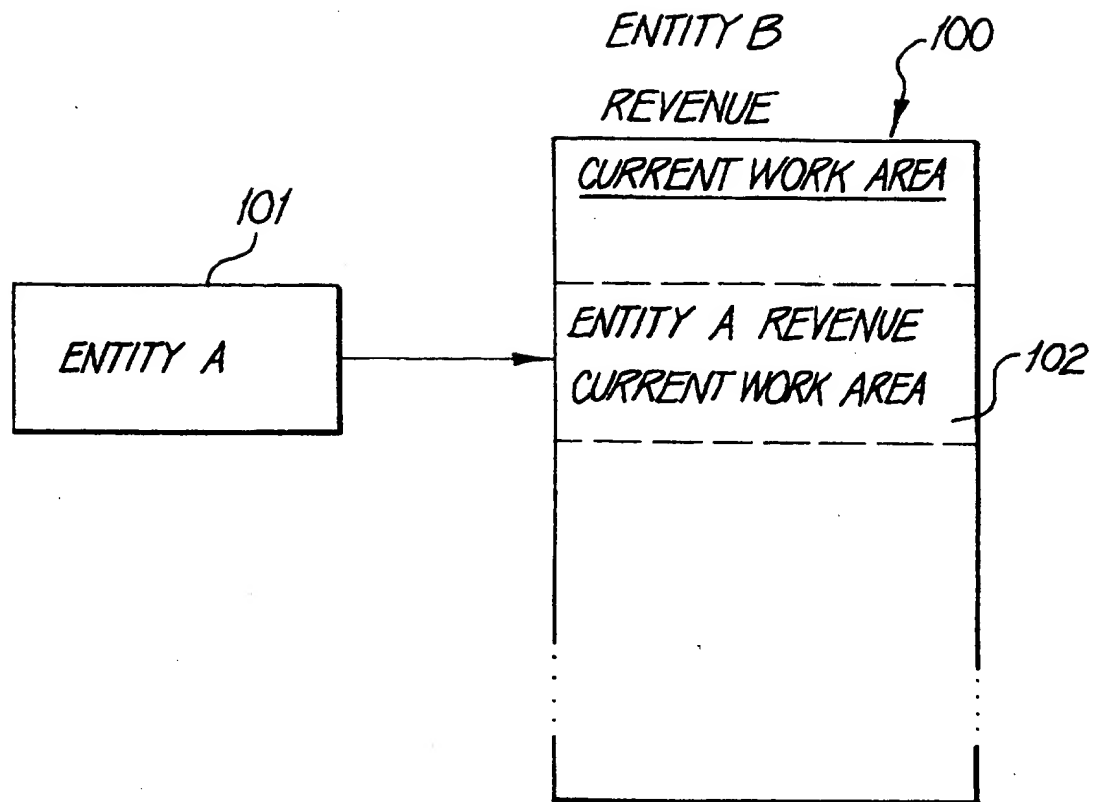 ENTITY B
100
REVENUE
CURRENT WORK AREA
101
ENTITY A
ENTITY A REVENUE
CURRENT WORK AREA
102